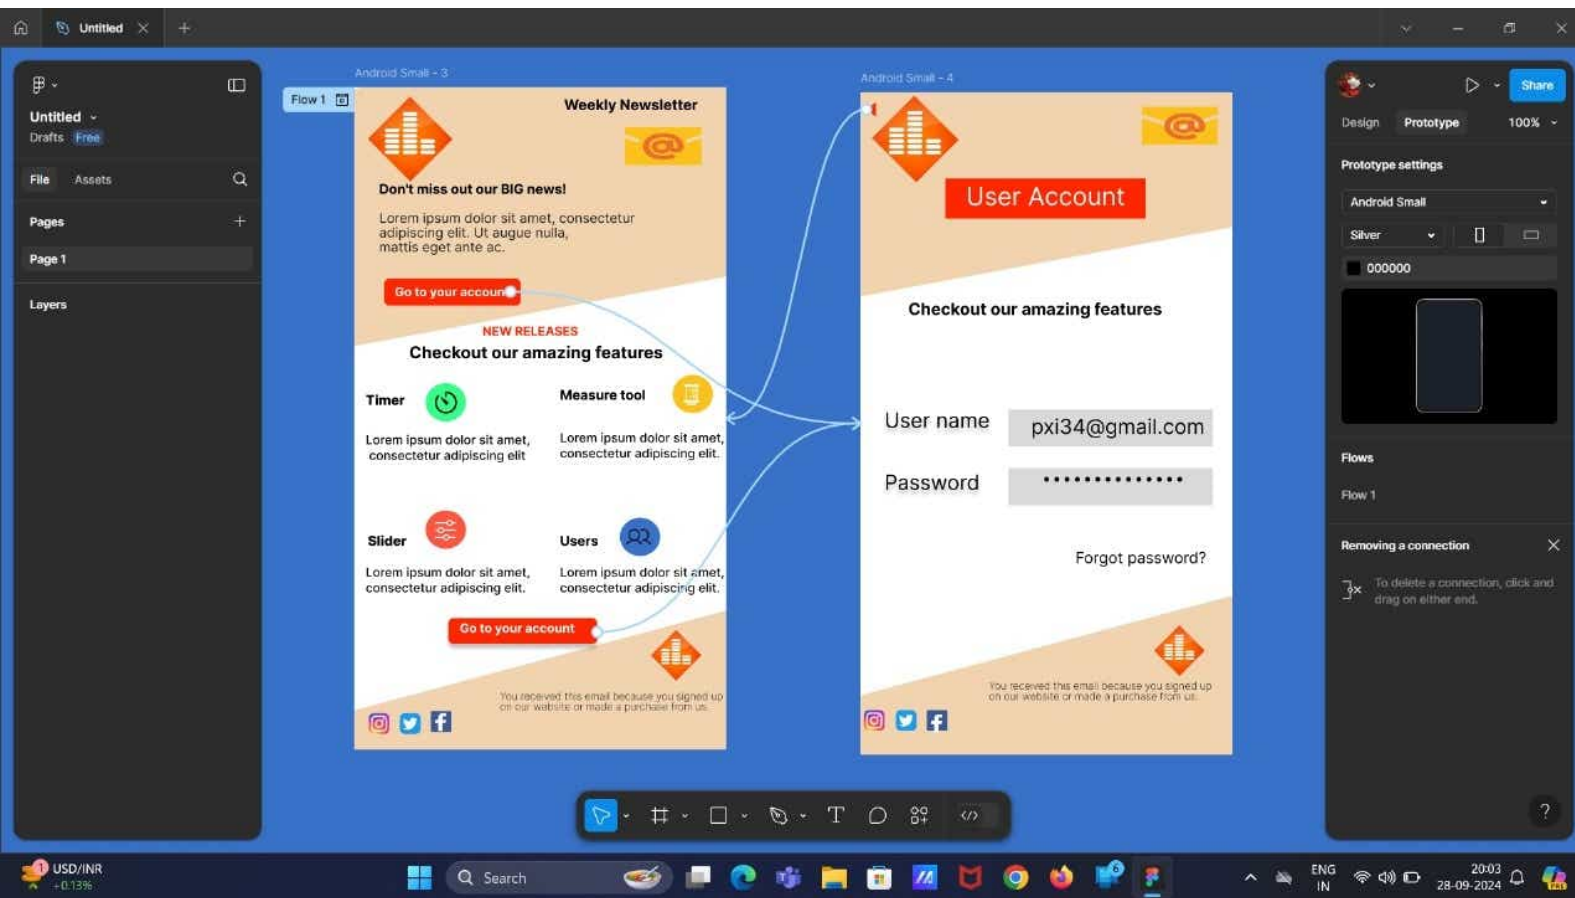 Untitled
Untitled
Drafts Free
File Assets
Pages
Page 1
Layers
Flow 1
Android Small - 3
Weekly Newsletter
@
Don't miss out our BIG news!
Lorem ipsum dolor sit amet, consectetur
adipiscing elit. Ut augue nulla,
mattis eget ante ac.
Go to your accoun
NEW RELEASES
Checkout our amazing features
Timer
Lorem ipsum dolor sit amet,
consectetur adipiscing elit
Measure tool
Lorem ipsum dolor sit amet,
consectetur adipiscing elit.
Slider
Lorem ipsum dolor sit amet,
consectetur adipiscing elit.
Users
Lorem ipsum dolor sit amet,
consectetur adipiscing elit.
Go to your account
You received this email because you signed up
on our website or made a purchase from us.
Android Small - 4
@
User Account
Checkout our amazing features
User name
pxi34@gmail.com
Password
••••••••••••••
Forgot password?
You received this email because you signed up
on our website or made a purchase from us.
Share
Design Prototype 100%
Prototype settings
Android Small
Silver
000000
Flows
Flow 1
Removing a connection
To delete a connection, click and
drag on either end.
?
T
</>
1
USD/INR
+0.13%
Search
6
ENG
IN
20:03
28-09-2024
PRE